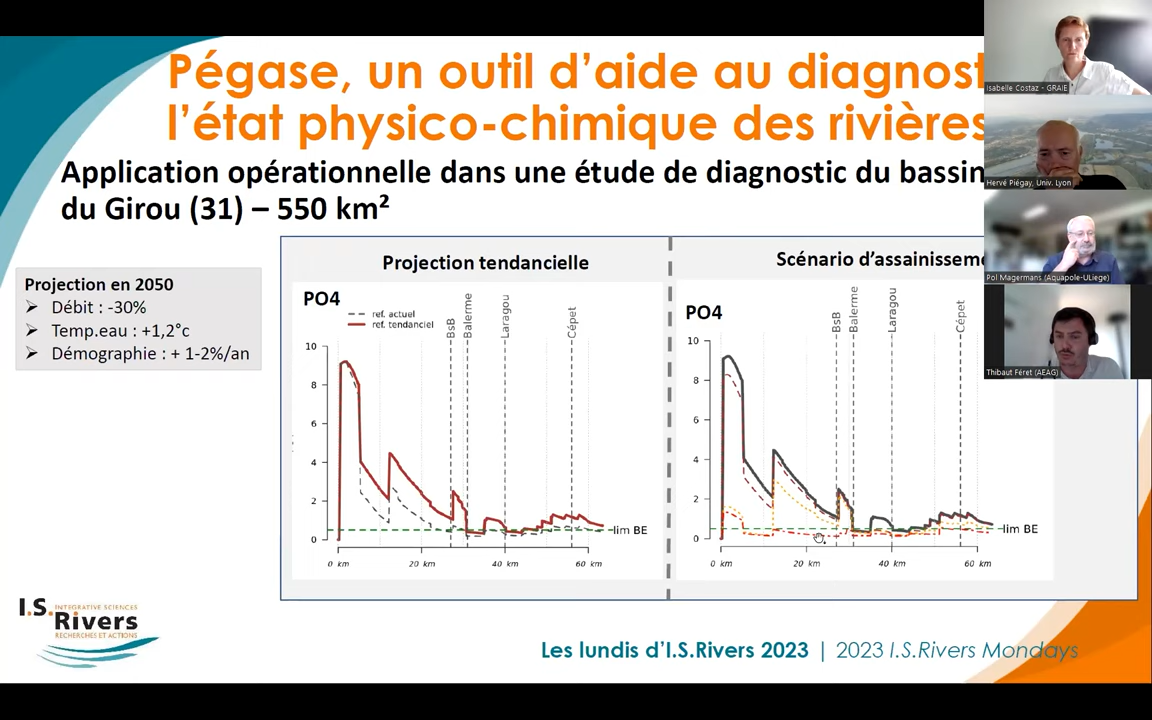 Pégase, un outil d'aide au diagnost
l'état physico-chimique des rivières
Application opérationnelle dans une étude de diagnostic du bassin
du Girou (31) – 550 km²
Projection en 2050
Débit : -30%
Temp.eau : +1,2°c
Démographie : + 1-2%/an
Projection tendancielle
PO4
ref. actuel
ref. tendanciel
BsB
Balerme
Laragou
Cépet
10
8
6
4
2
0
lim BE
0 km
20 km
40 km
60 km
Scénario d'assainisseme
PO4
BsB
Balerme
Laragou
Cépet
10
8
6
4
2
0
lim BE
0 km
20 km
40 km
60 km
Isabelle Costaz - GRAIE
Hervé Piégay, Univ. Lyon
Pol Magermans (Aquapole-ULiege)
Thibaut Féret (AEAG)
I.S. INTEGRATIVE SCIENCES
Rivers
RECHERCHES ET ACTIONS
Les lundis d'I.S.Rivers 2023 | 2023 I.S.Rivers Mondays